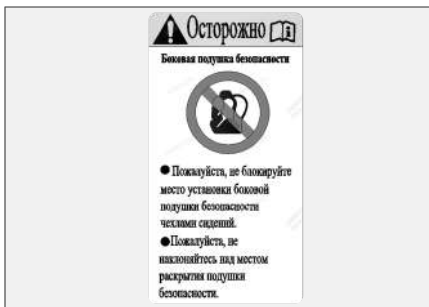 Осторожно
Боковая подушка безопасности
● Пожалуйста, не блокируйте
место установки боковой
подушки безопасности
чехлами сидений.
●Пожалуйста, не
наклоняйтесь над местом
раскрытия подушки
безопасности.